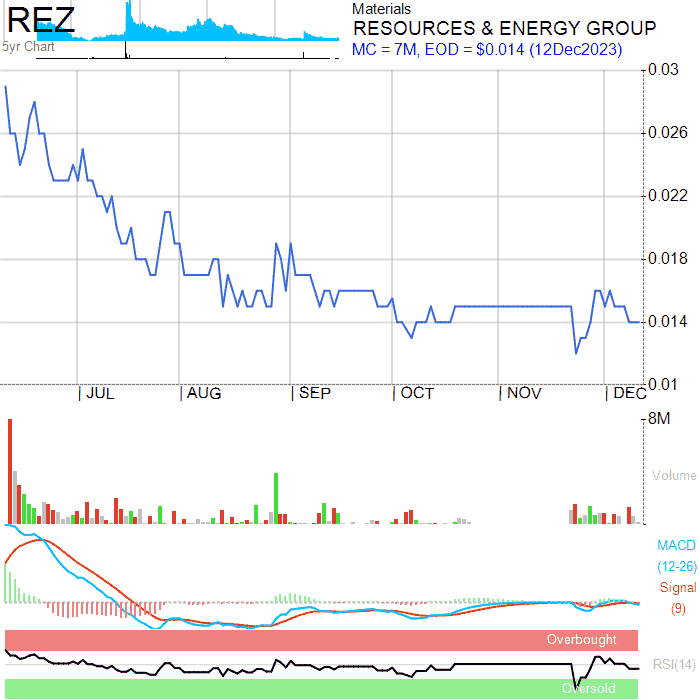 REZ
5yr Chart
Materials
RESOURCES & ENERGY GROUP
MC = 7M, EOD = $0.014 (12Dec2023)
0.03
0.026
0.022
0.018
0.014
0.01
JUL
AUG
SEP
OCT
NOV
DEC
8M
Volume
MACD
(12-26)
Signal
(9)
Overbought
RSI(14)
Oversold